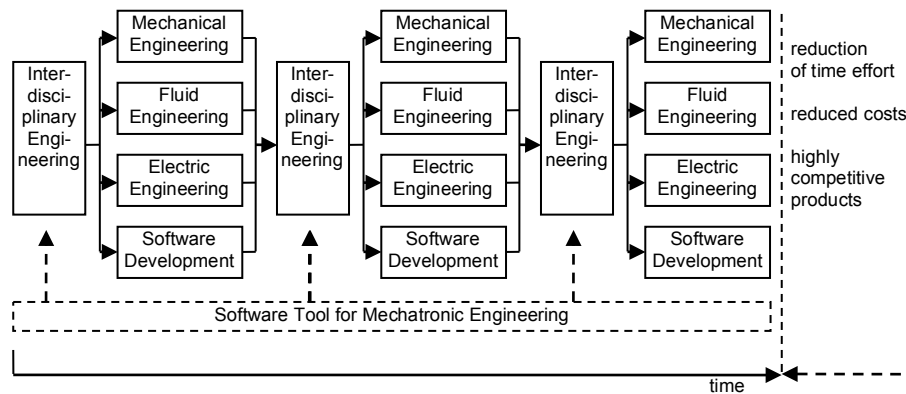 Inter-
disci-
plinary
Engi-
neering
Mechanical
Engineering
Fluid
Engineering
Electric
Engineering
Software
Development
Inter-
disci-
plinary
Engi-
neering
Mechanical
Engineering
Fluid
Engineering
Electric
Engineering
Software
Development
Inter-
disci-
plinary
Engi-
neering
Mechanical
Engineering
Fluid
Engineering
Electric
Engineering
Software
Development
reduction
of time effort
reduced costs
highly
competitive
products
Software Tool for Mechatronic Engineering
time